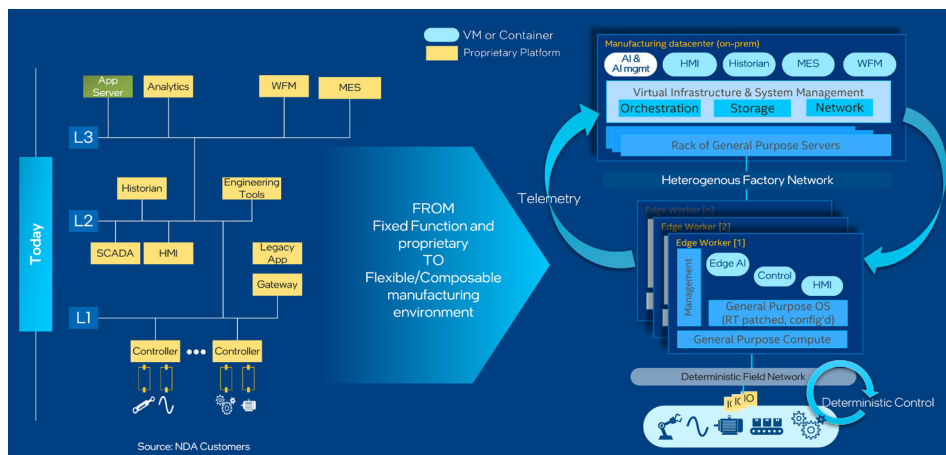 VM or Container
Proprietary Platform
Today
App
Server
Analytics
WFM
MES
L3
Historian
Engineering
Tools
L2
SCADA
HMI
Legacy
App
Gateway
L1
Controller
Controller
Source: NDA Customers
FROM
Fixed Function and
proprietary
TO
Flexible/Composable
manufacturing
environment
Manufacturing datacenter (on-prem)
AI &
AI mgmt
HMI
Historian
MES
WFM
Virtual Infrastructure & System Management
Orchestration
Storage
Network
Rack of General Purpose Servers
Telemetry
Heterogenous Factory Network
Edge Worker [n]
Edge Worker [2]
Edge Worker [1]
Management
Edge AI
Control
HMI
General Purpose OS
(RT patched, config'd)
General Purpose Compute
Deterministic Field Network
IO
Deterministic Control